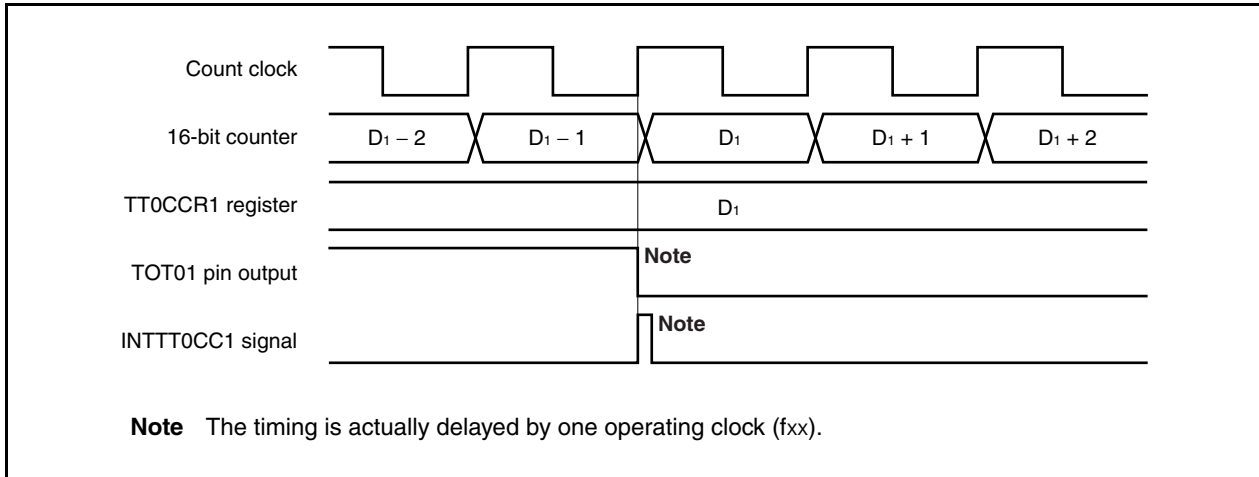 Count clock
16-bit counter D1 − 2 D1 − 1 D1 D1 + 1 D1 + 2
TT0CCR1 register D1
TOT01 pin output Note
INTTT0CC1 signal Note
Note The timing is actually delayed by one operating clock (fxx).